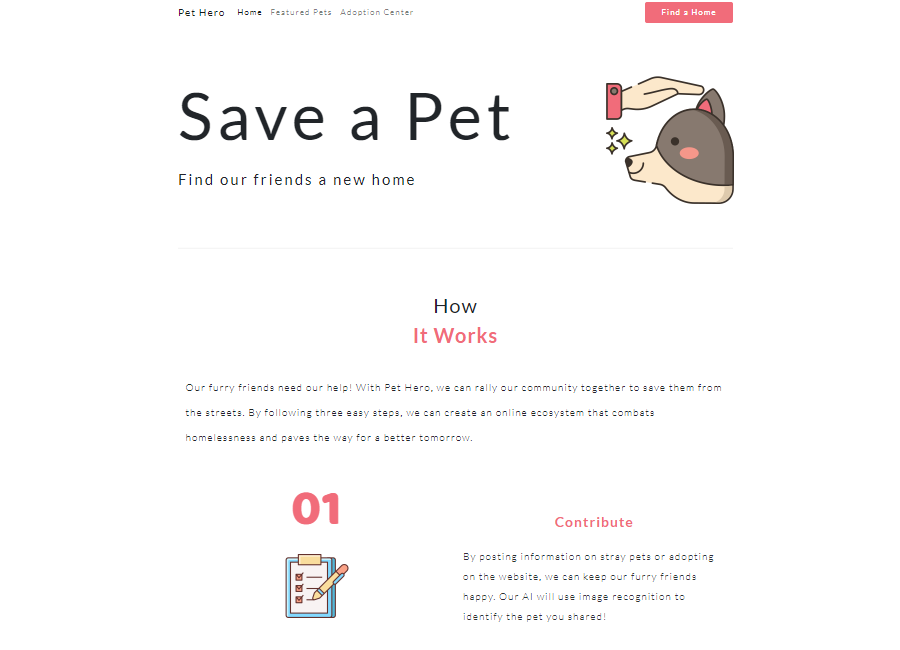 Pet Hero Home Featured Pets Adoption Center Find a Home
Save a Pet
Find our friends a new home
How
It Works
Our furry friends need our help! With Pet Hero, we can rally our community together to save them from
the streets. By following three easy steps, we can create an online ecosystem that combats
homelessness and paves the way for a better tomorrow.
01
Contribute
By posting information on stray pets or adopting
on the website, we can keep our furry friends
happy. Our AI will use image recognition to
identify the pet you shared!